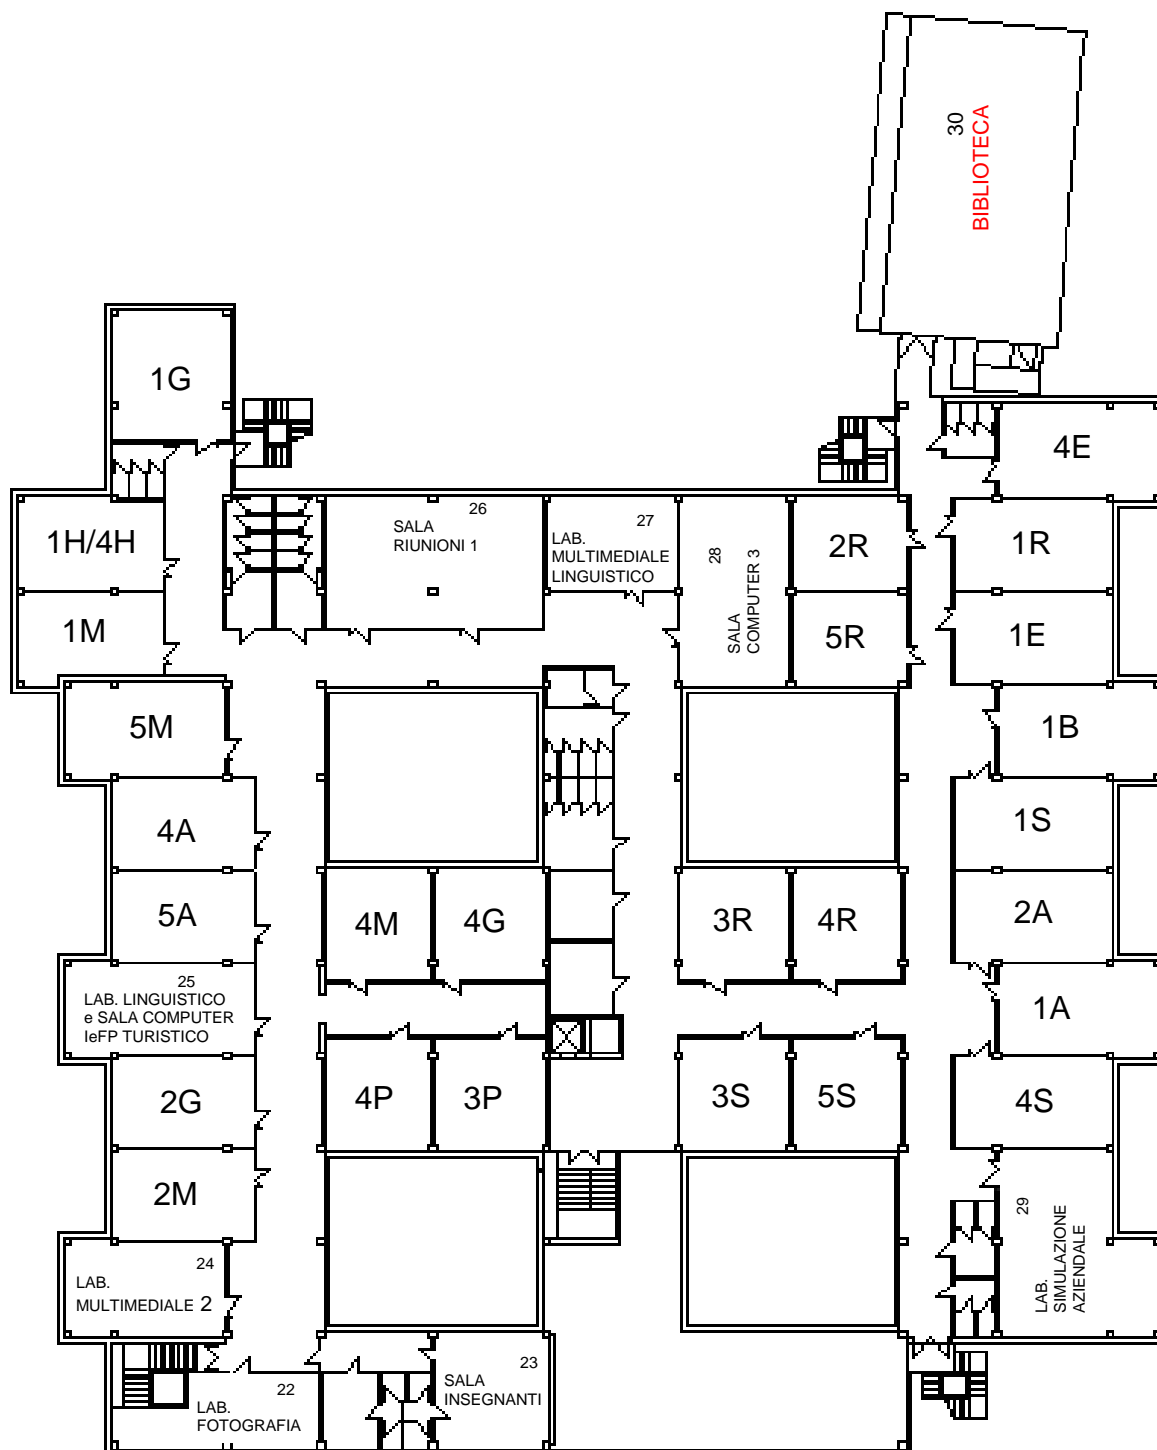 30
BIBLIOTECA
1G
4E
1H/4H
26
SALA
RIUNIONI 1
27
LAB.
MULTIMEDIALE
LINGUISTICO
28
SALA
COMPUTER 3
2R
1R
1M
5R
1E
5M
1B
4A
1S
5A
4M
4G
3R
4R
2A
25
LAB. LINGUISTICO
e SALA COMPUTER
IeFP TURISTICO
1A
2G
4P
3P
3S
5S
4S
2M
29
LAB.
SIMULAZIONE
AZIENDALE
24
LAB.
MULTIMEDIALE 2
23
SALA
INSEGNANTI
22
LAB.
FOTOGRAFIA